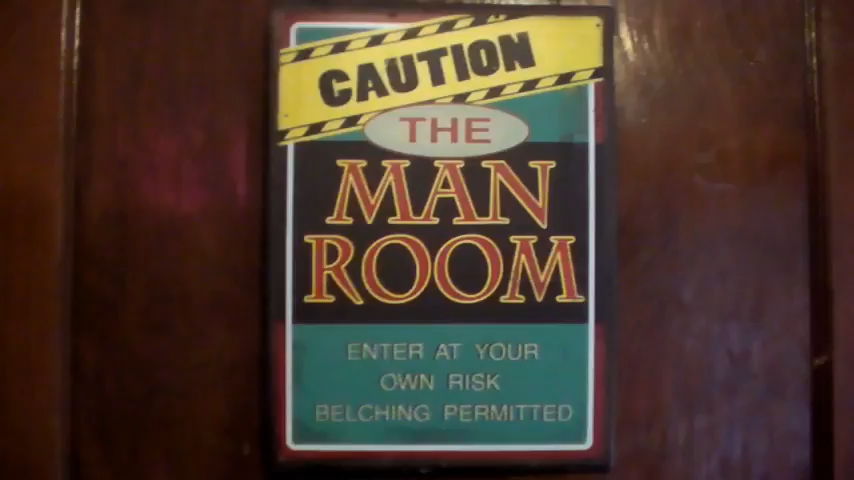 CAUTION
THE
MAN
ROOM
ENTER AT YOUR
OWN RISK
BELCHING PERMITTED